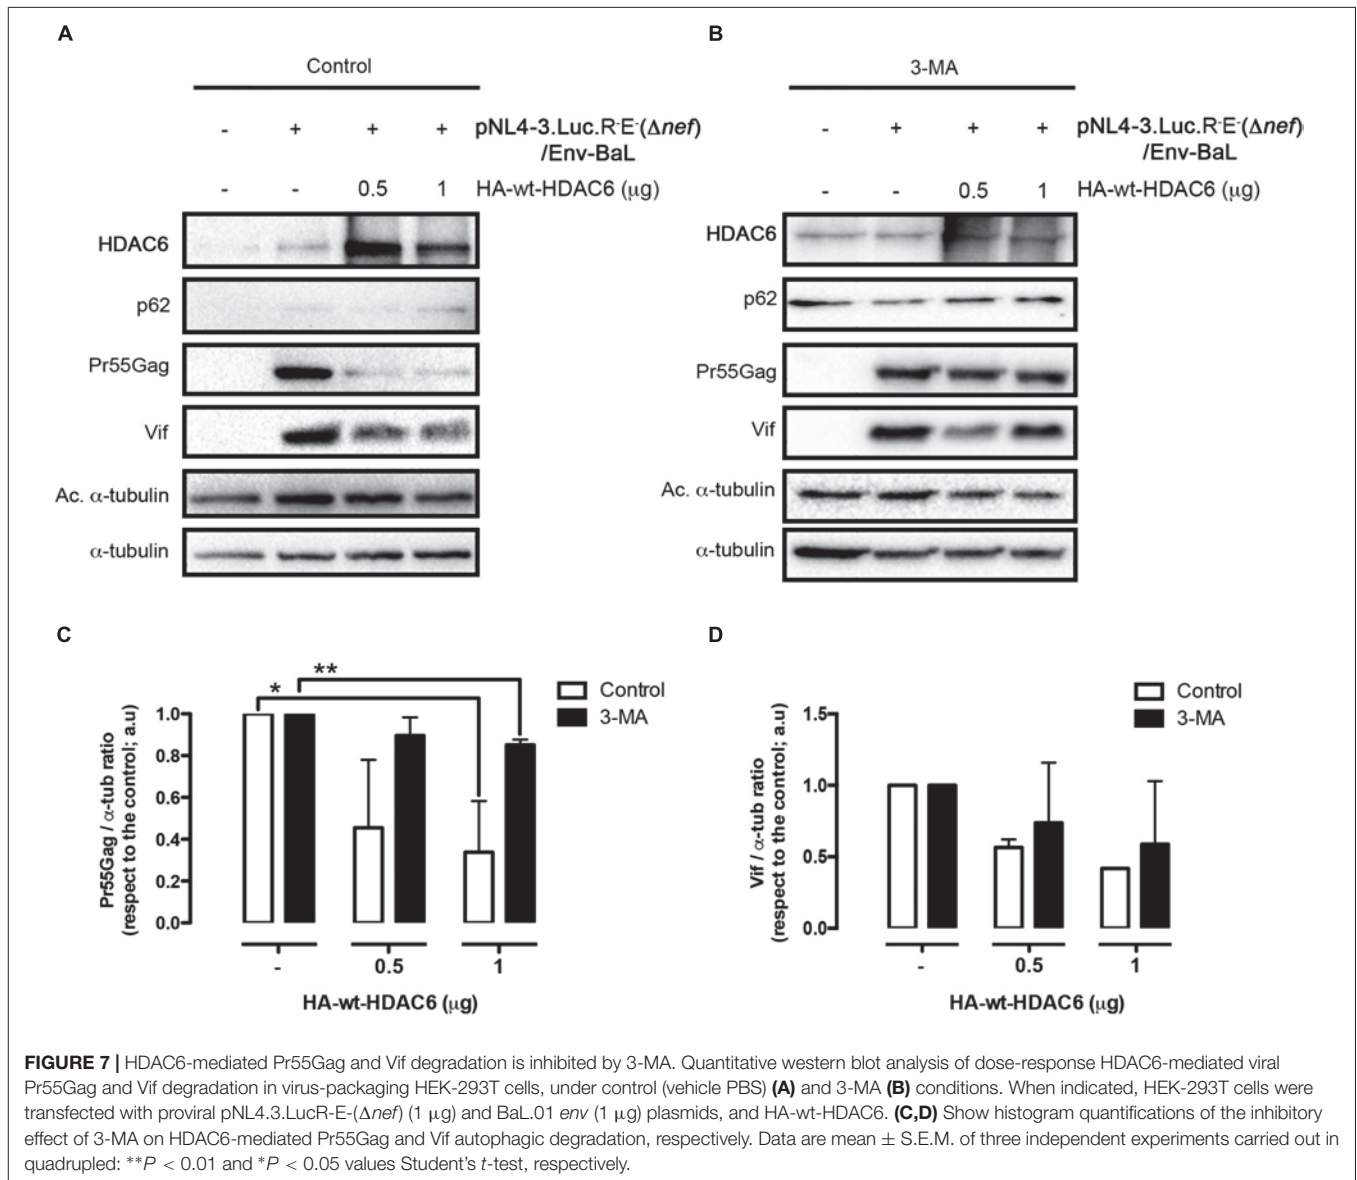 A
Control
- + + + pNL4-3.Luc.R-E-(Δnef)
/Env-BaL
- - 0.5 1 HA-wt-HDAC6 (μg)
HDAC6
p62
Pr55Gag
Vif
Ac. α-tubulin
α-tubulin
B
3-MA
- + + + pNL4-3.Luc.R-E-(Δnef)
/Env-BaL
- - 0.5 1 HA-wt-HDAC6 (μg)
HDAC6
p62
Pr55Gag
Vif
Ac. α-tubulin
α-tubulin
C
Pr55Gag / α-tub ratio
(respect to the control; a.u)
1.0
0.8
0.6
0.4
0.2
0.0
*
**
Control
3-MA
- 0.5 1
HA-wt-HDAC6 (μg)
D
Vif / α-tub ratio
(respect to the control; a.u)
1.5
1.0
0.5
0.0
Control
3-MA
- 0.5 1
HA-wt-HDAC6 (μg)
FIGURE 7 | HDAC6-mediated Pr55Gag and Vif degradation is inhibited by 3-MA. Quantitative western blot analysis of dose-response HDAC6-mediated viral
Pr55Gag and Vif degradation in virus-packaging HEK-293T cells, under control (vehicle PBS) (A) and 3-MA (B) conditions. When indicated, HEK-293T cells were
transfected with proviral pNL4.3.LucR-E-(Δnef) (1 μg) and BaL.01 env (1 μg) plasmids, and HA-wt-HDAC6. (C,D) Show histogram quantifications of the inhibitory
effect of 3-MA on HDAC6-mediated Pr55Gag and Vif autophagic degradation, respectively. Data are mean ± S.E.M. of three independent experiments carried out in
quadrupled: **P < 0.01 and *P < 0.05 values Student's t-test, respectively.